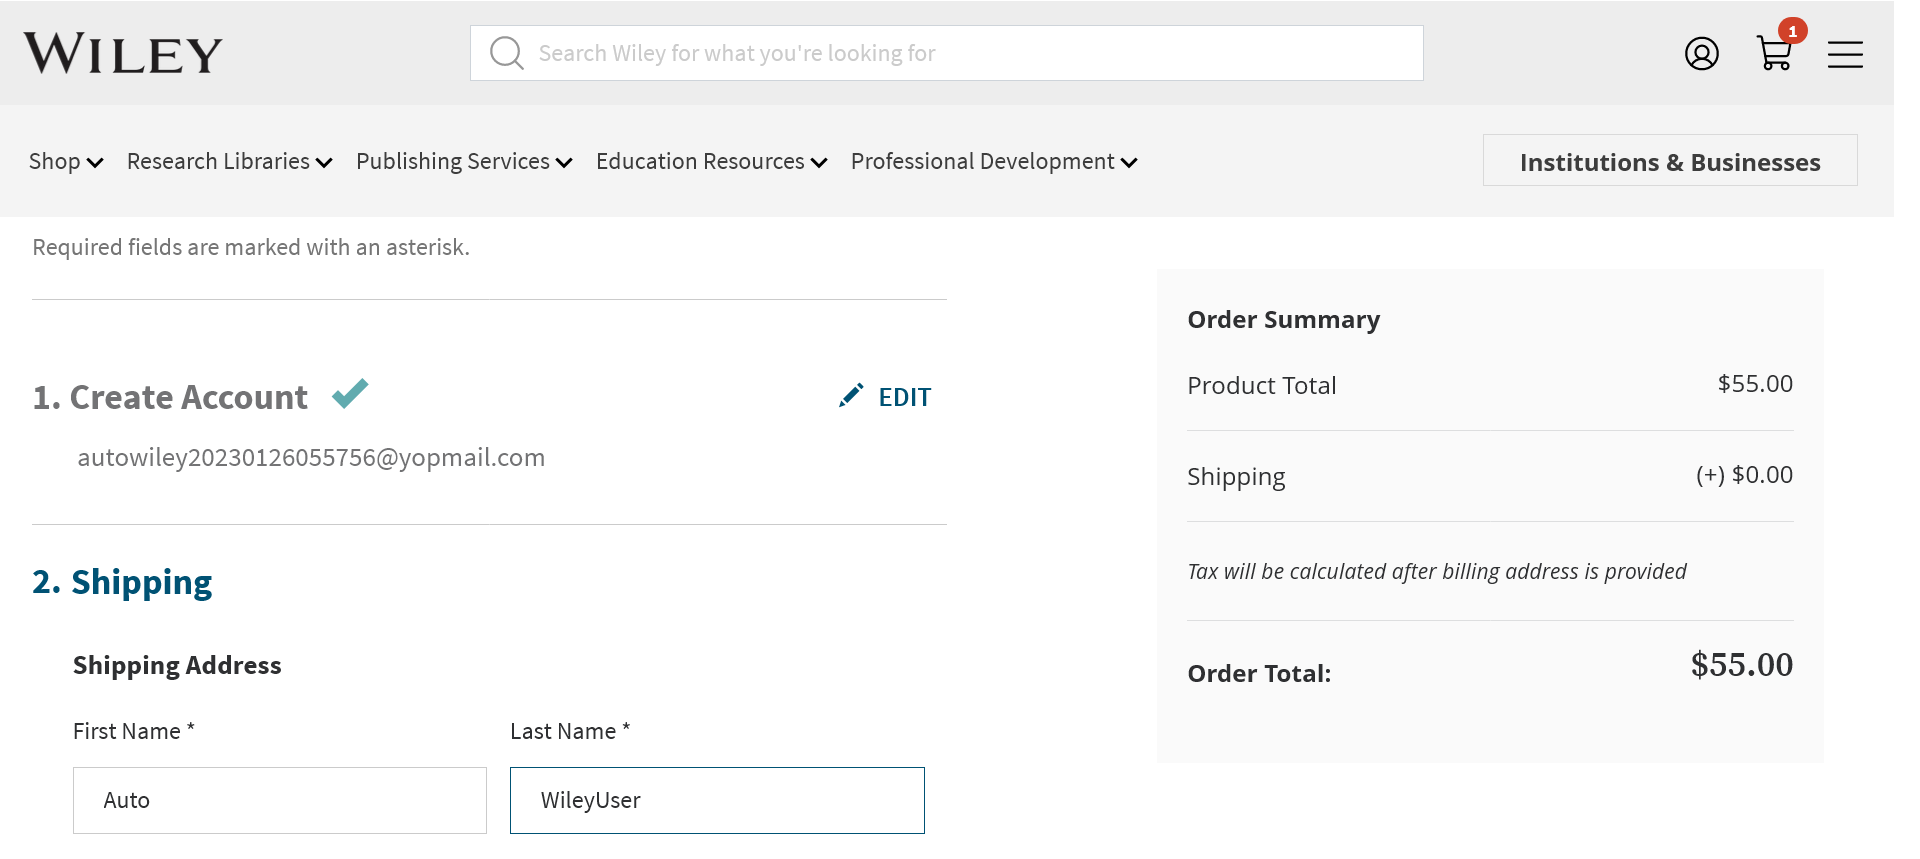 WILEY
Search Wiley for what you're looking for
1
Shop
Research Libraries
Publishing Services
Education Resources
Professional Development
Institutions & Businesses
Required fields are marked with an asterisk.
1. Create Account
EDIT
autowiley20230126055756@yopmail.com
2. Shipping
Shipping Address
First Name *
Last Name *
Auto
WileyUser
Order Summary
Product Total $55.00
Shipping (+) $0.00
Tax will be calculated after billing address is provided
Order Total: $55.00